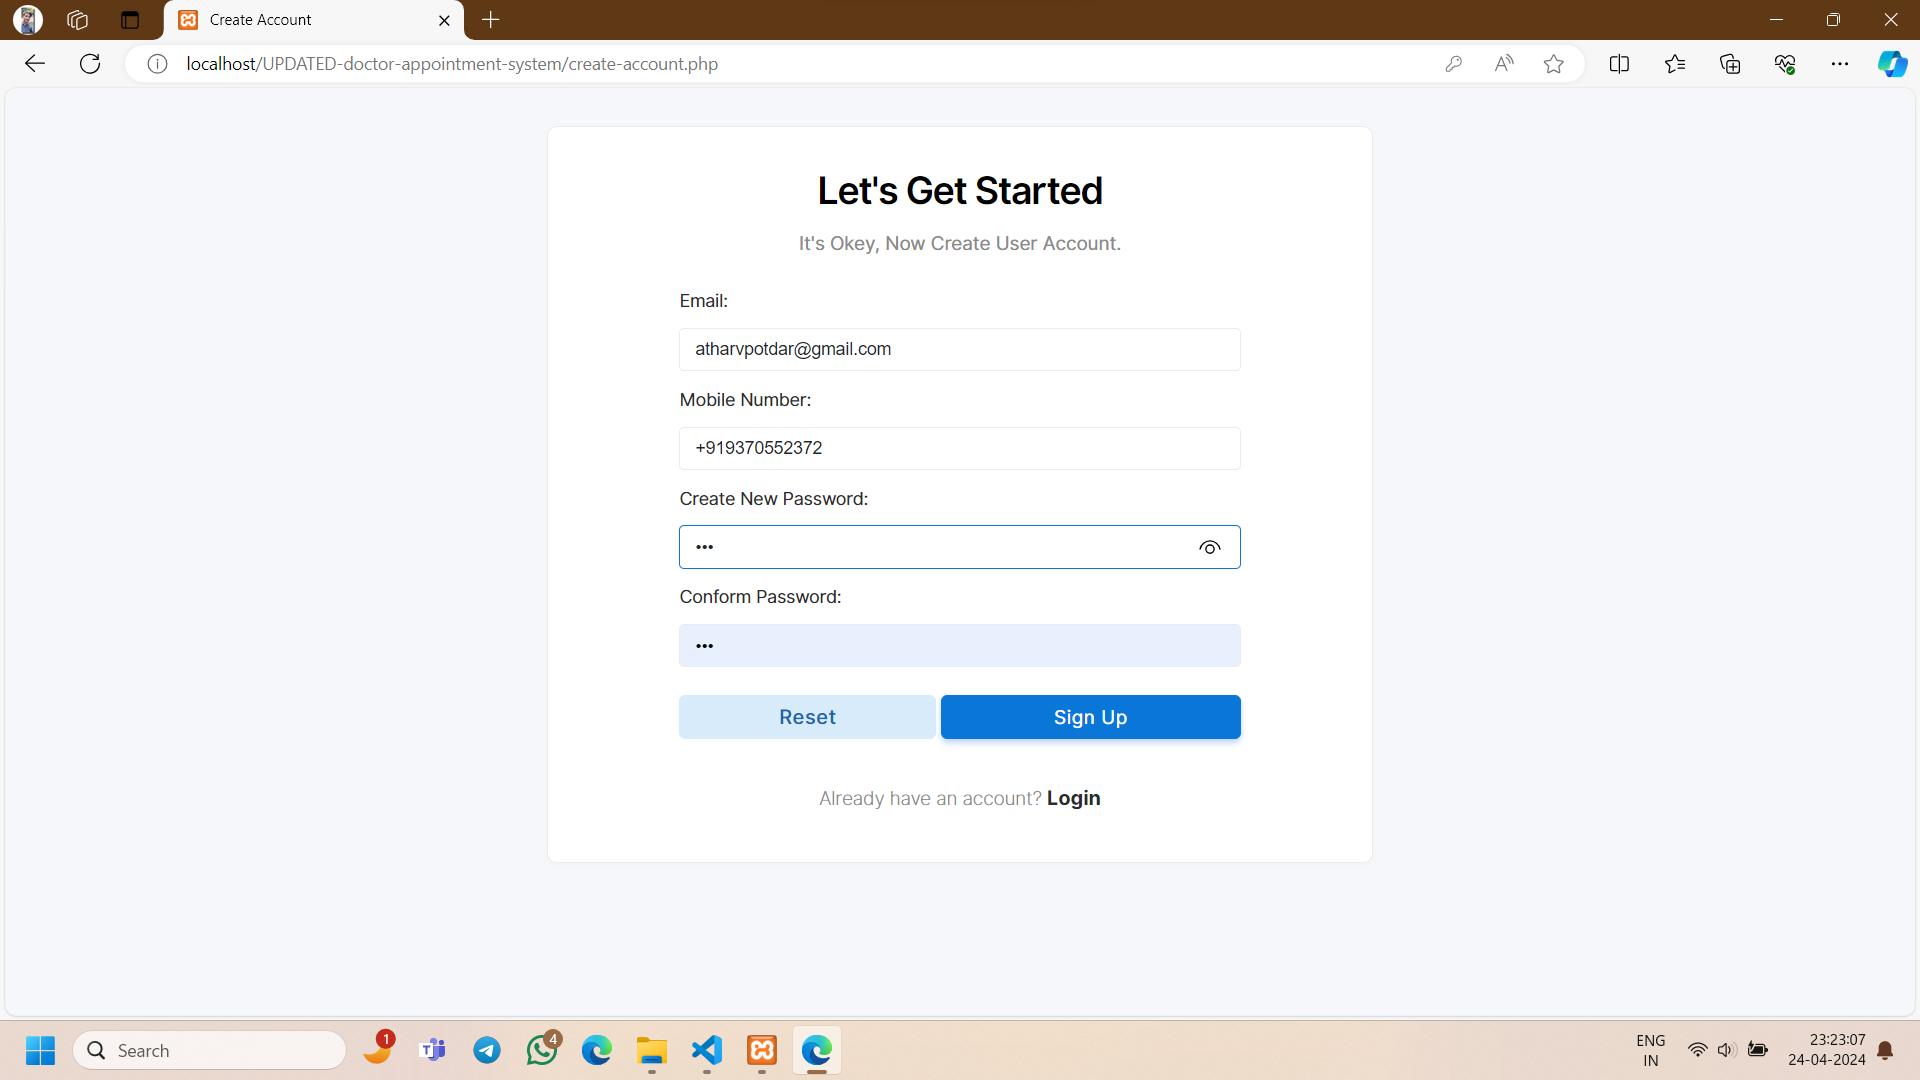 Create Account
localhost/UPDATED-doctor-appointment-system/create-account.php
Let's Get Started
It's Okey, Now Create User Account.
Email:
atharvpotdar@gmail.com
Mobile Number:
+919370552372
Create New Password:
•••
Conform Password:
•••
Reset Sign Up
Already have an account? Login
Search
1
4
ENG
IN
23:23:07
24-04-2024